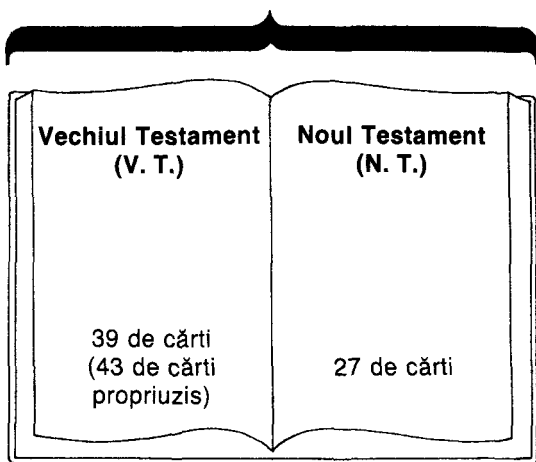 Vechiul Testament
(V. T.)
39 de cărti
(43 de cărti
propriuzis)
Noul Testament
(N. T.)
27 de cărti